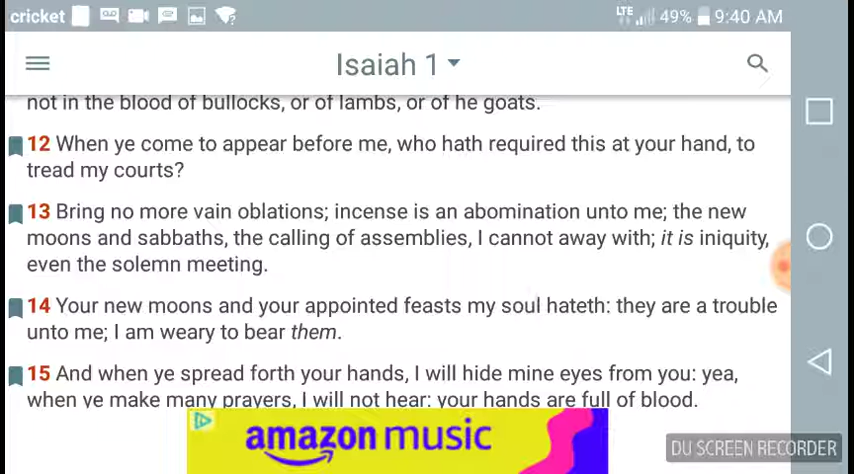 cricket LTE 49% 9:40 AM
Isaiah 1
not in the blood of bullocks, or of lambs, or of he goats.
12 When ye come to appear before me, who hath required this at your hand, to
tread my courts?
13 Bring no more vain oblations; incense is an abomination unto me; the new
moons and sabbaths, the calling of assemblies, I cannot away with; it is iniquity,
even the solemn meeting.
14 Your new moons and your appointed feasts my soul hateth: they are a trouble
unto me; I am weary to bear them.
15 And when ye spread forth your hands, I will hide mine eyes from you: yea,
when ye make many prayers, I will not hear: your hands are full of blood.
amazon music
DU SCREEN RECORDER